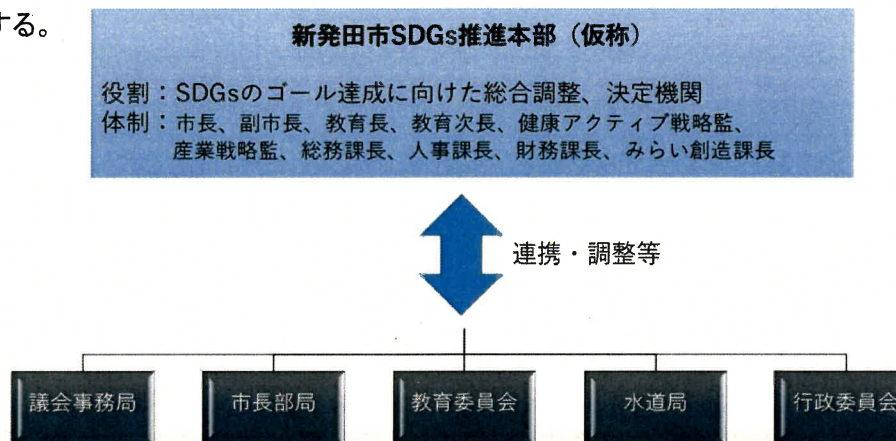 する。
新発田市SDGs推進本部（仮称）
役割：SDGsのゴール達成に向けた総合調整、決定機関
体制：市長、副市長、教育長、教育次長、健康アクティブ戦略監、
産業戦略監、総務課長、人事課長、財務課長、みらい創造課長
連携・調整等
議会事務局
市長部局
教育委員会
水道局
行政委員会